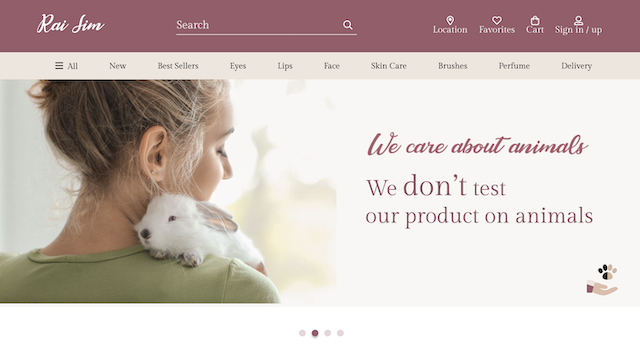 Rai Sim
Search
Location
Favorites
Cart
Sign in / up
All
New
Best Sellers
Eyes
Lips
Face
Skin Care
Brushes
Perfume
Delivery
We care about animals
We don't test
our product on animals